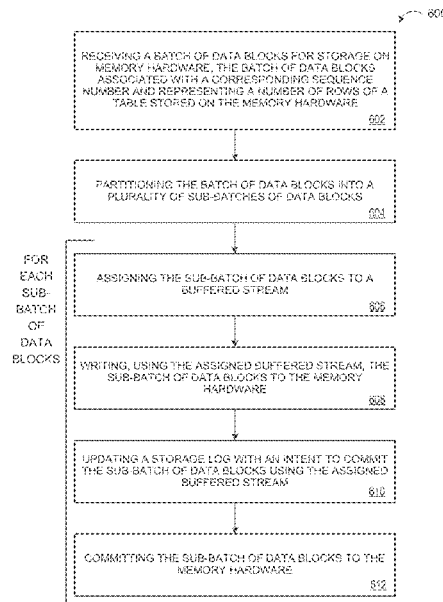 600
RECEIVING A BATCH OF DATA BLOCKS FOR STORAGE ON
MEMORY HARDWARE, THE BATCH OF DATA BLOCKS
ASSOCIATED WITH A CORRESPONDING SEQUENCE
NUMBER AND REPRESENTING A NUMBER OF ROWS OF A
TABLE STORED ON THE MEMORY HARDWARE
602
PARTITIONING THE BATCH OF DATA BLOCKS INTO A
PLURALITY OF SUB-BATCHES OF DATA BLOCKS
604
FOR
EACH
SUB-
BATCH
OF
DATA
BLOCKS
ASSIGNING THE SUB-BATCH OF DATA BLOCKS TO A
BUFFERED STREAM
606
WRITING, USING THE ASSIGNED BUFFERED STREAM, THE
SUB-BATCH OF DATA BLOCKS TO THE MEMORY
HARDWARE
608
UPDATING A STORAGE LOG WITH AN INTENT TO COMMIT
THE SUB-BATCH OF DATA BLOCKS USING THE ASSIGNED
BUFFERED STREAM
610
COMMITTING THE SUB-BATCH OF DATA BLOCKS TO THE
MEMORY HARDWARE
612